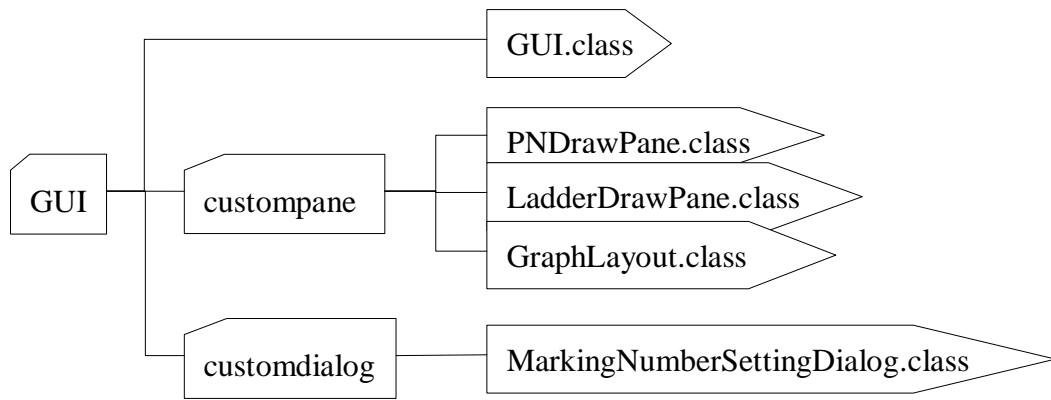 GUI.class
PNDrawPane.class
GUI
custompane
LadderDrawPane.class
GraphLayout.class
customdialog
MarkingNumberSettingDialog.class